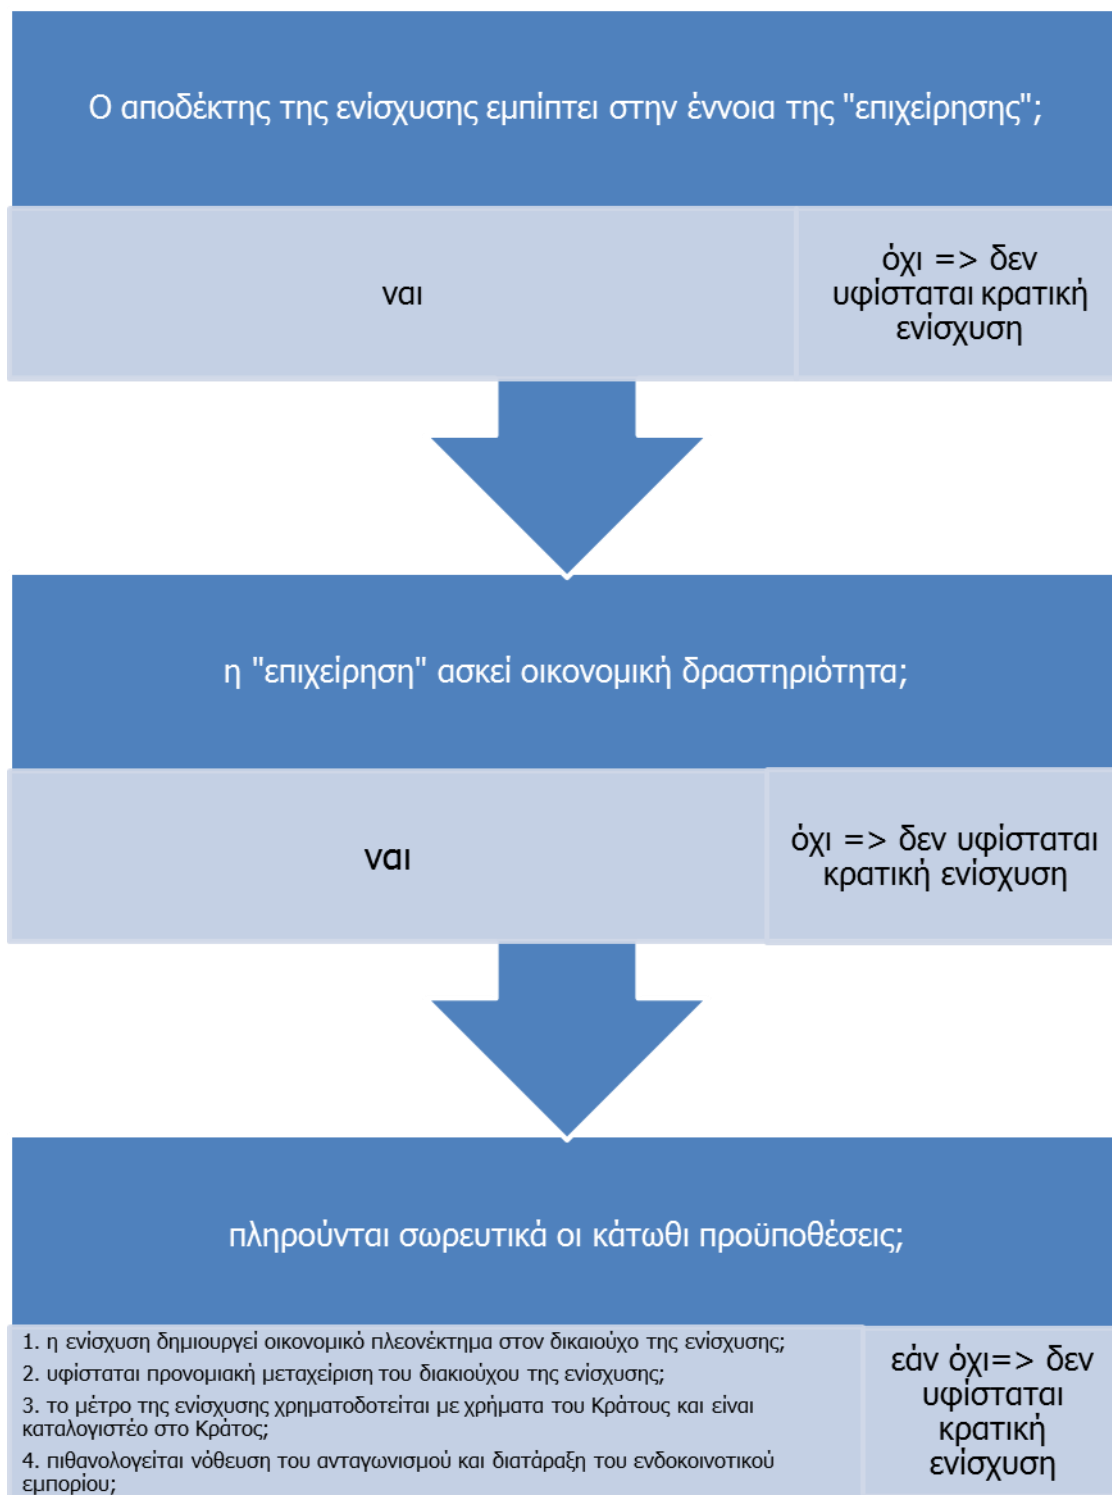 Ο αποδέκτης της ενίσχυσης εμπίπτει στην έννοια της "επιχείρησης";
ναι
όχι => δεν
υφίσταται κρατική
ενίσχυση
η "επιχείρηση" ασκεί οικονομική δραστηριότητα;
ναι
όχι => δεν υφίσταται
κρατική ενίσχυση
πληρούνται σωρευτικά οι κάτωθι προϋποθέσεις;
1. η ενίσχυση δημιουργεί οικονομικό πλεονέκτημα στον δικαιούχο της ενίσχυσης;
2. υφίσταται προνομιακή μεταχείριση του διακιούχου της ενίσχυσης;
3. το μέτρο της ενίσχυσης χρηματοδοτείται με χρήματα του Κράτους και είναι
καταλογιστέο στο Κράτος;
4. πιθανολογείται νόθευση του ανταγωνισμού και διατάραξη του ενδοκοινοτικού
εμπορίου;
εάν όχι=> δεν
υφίσταται
κρατική
ενίσχυση